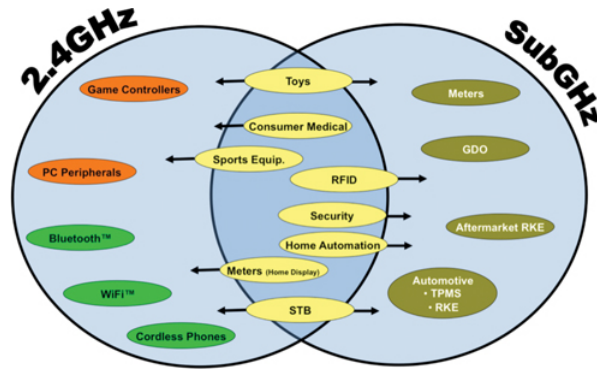 2.4GHz
SubGHz
Toys
Game Controllers
Meters
Consumer Medical
GDO
Sports Equip.
PC Peripherals
RFID
Security
Aftermarket RKE
Bluetooth™
Home Automation
Meters (Home Display)
Automotive
• TPMS
• RKE
WiFi™
STB
Cordless Phones